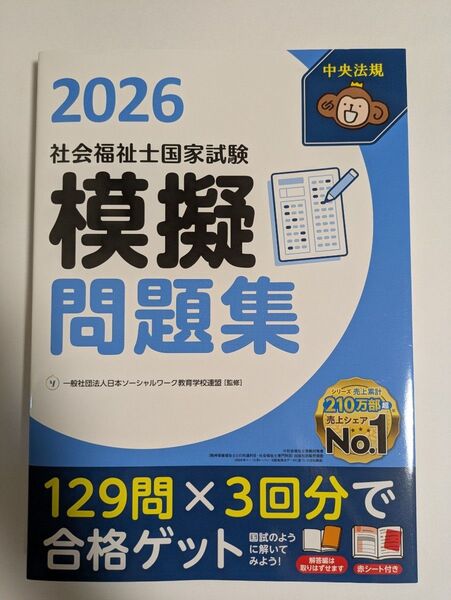 中央法規
2026
社会福祉士国家試験
模擬
問題集
一般社団法人日本ソーシャルワーク教育学校連盟[監修]
シリーズ 売上累計
210万部超
売上シェア
No.1
129問×3回分で
合格ゲット
国試のよう
に解いて
みよう!
解答編は
取りはずせます
赤シート付き